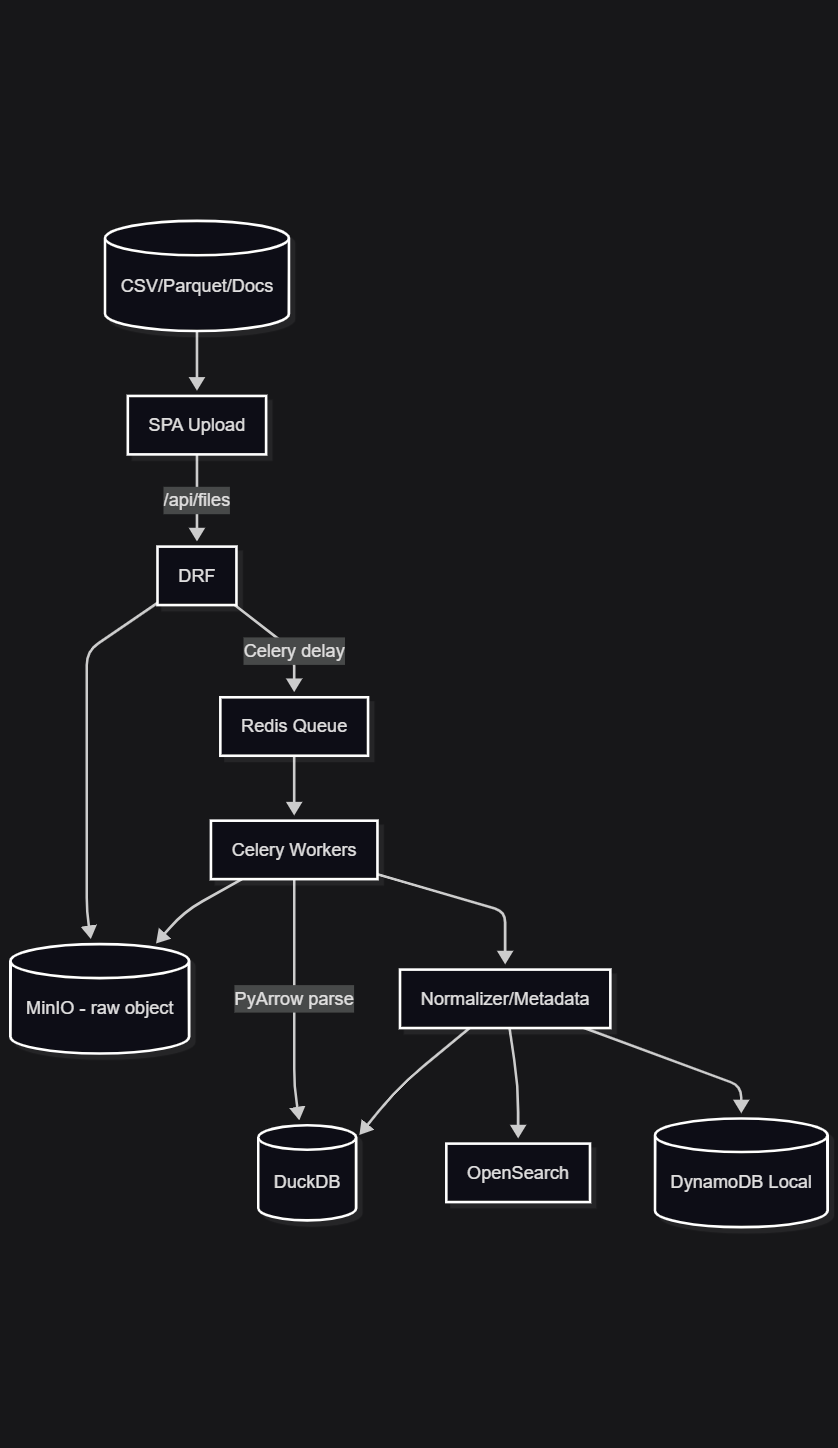 CSV/Parquet/Docs
SPA Upload
/api/files
DRF
Celery delay
Redis Queue
Celery Workers
MinIO - raw object
PyArrow parse
Normalizer/Metadata
DuckDB
OpenSearch
DynamoDB Local